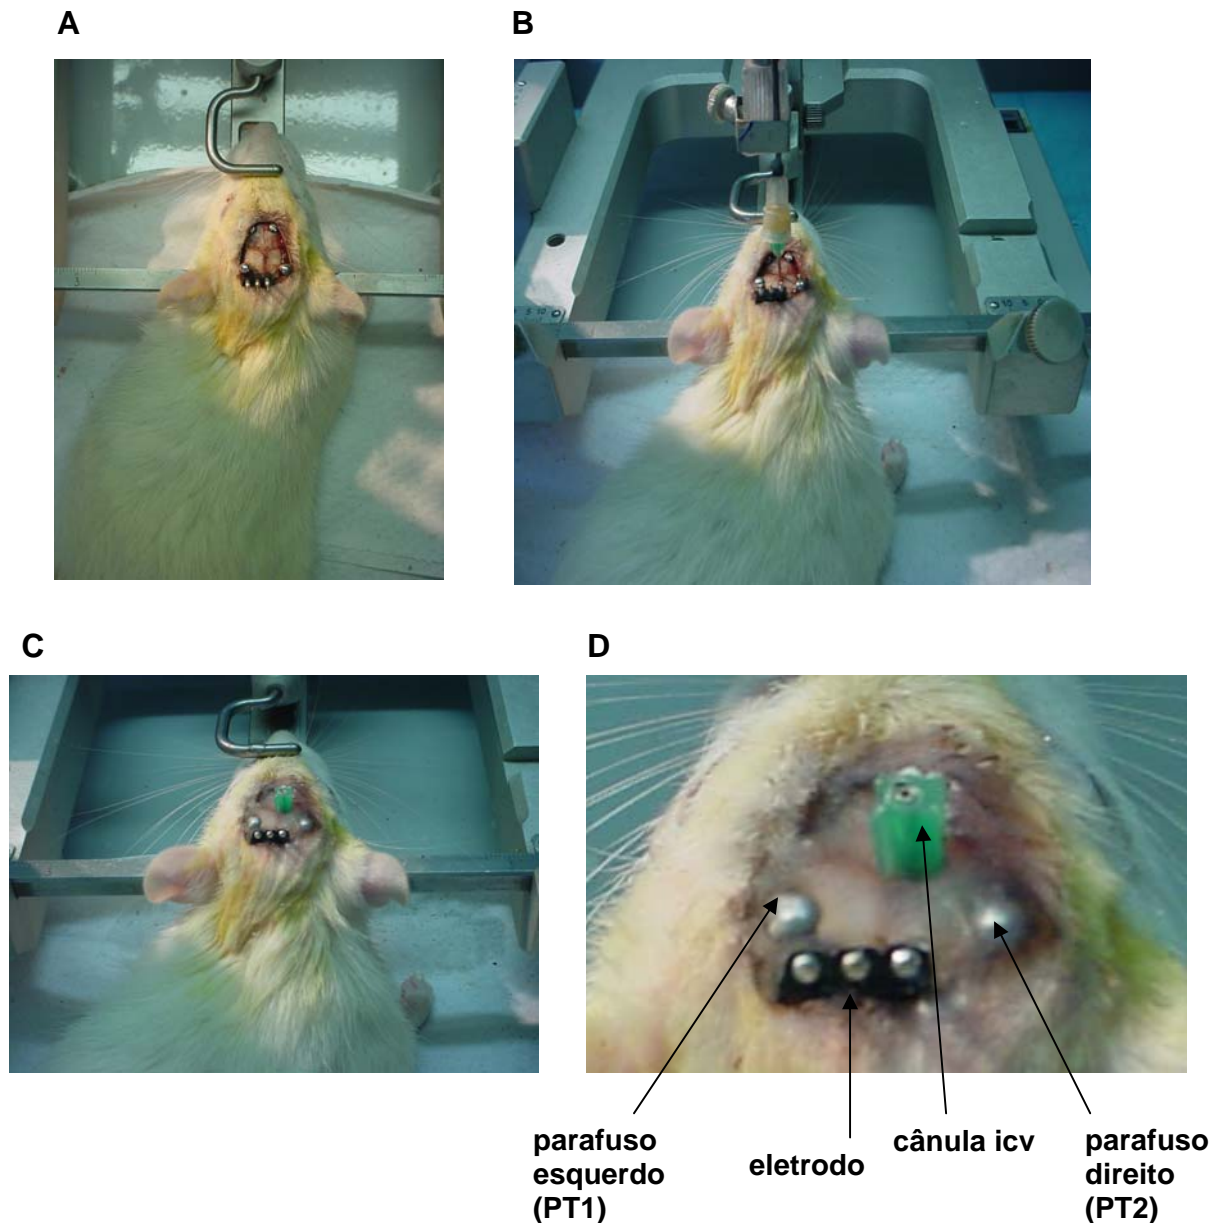 A
B
C
D
parafuso
esquerdo
(PT1)
eletrodo
cânula icv
parafuso
direito
(PT2)